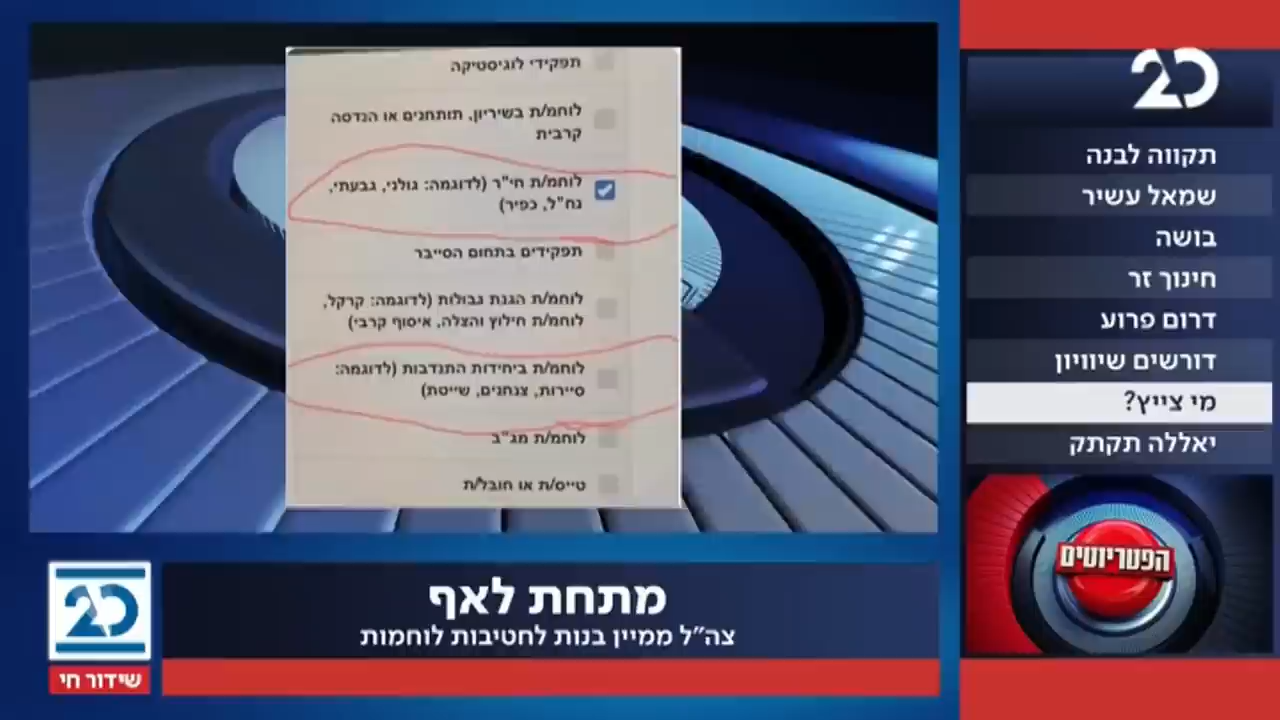 תפקידי לוגיסטיקה
לוחמ/ת בשיריון, תותחנים או הנדסה
קרבית
לוחמ/ת חי"ר (לדוגמה: גולני, גבעתי,
נח"ל, כפיר)
תפקידים בתחום הסייבר
לוחמ/ת הגנת גבולות (לדוגמה: קרקל,
לוחמ/ת חילוץ והצלה, איסוף קרבי)
לוחמ/ת ביחידות התנדבות (לדוגמה:
סיירות, צנחנים, שייטת)
לוחמ/ת מג"ב
טייס/ת או חובל/ת
20
תקווה לבנה
שמאל עשיר
בושה
חינוך זר
דרום פרוע
דורשים שיוויון
מי צייץ?
יאללה תקתק
הפטריוטים
מתחת לאף
צה"ל ממיין בנות לחטיבות לוחמות
20
שידור חי